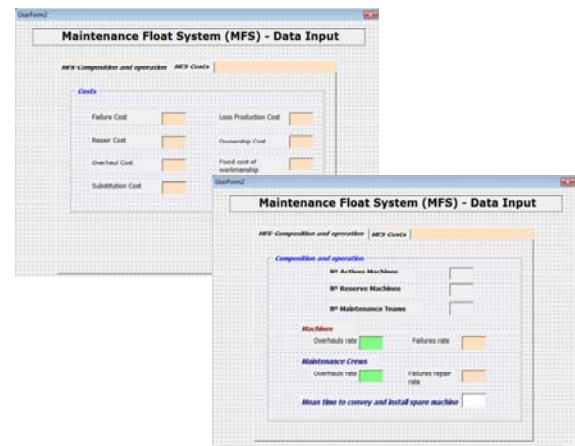 UserForm2
Maintenance Float System (MFS) - Data Input
MFS-Composition and operation MFS-Costs
Costs
Failure Cost Loss Production Cost
Repair Cost Ownership Cost
Overhaul Cost Fixed cost of workmanship
Substitution Cost
UserForm2
Maintenance Float System (MFS) - Data Input
MFS-Composition and operation MFS-Costs
Composition and operation
Nº Actives Machines
Nº Reserve Machines
Nº Maintenance Teams
Machines
Overhauls rate Failures rate
Maintenance Crews
Overhauls rate Failures repair rate
Mean time to convey and install spare machine